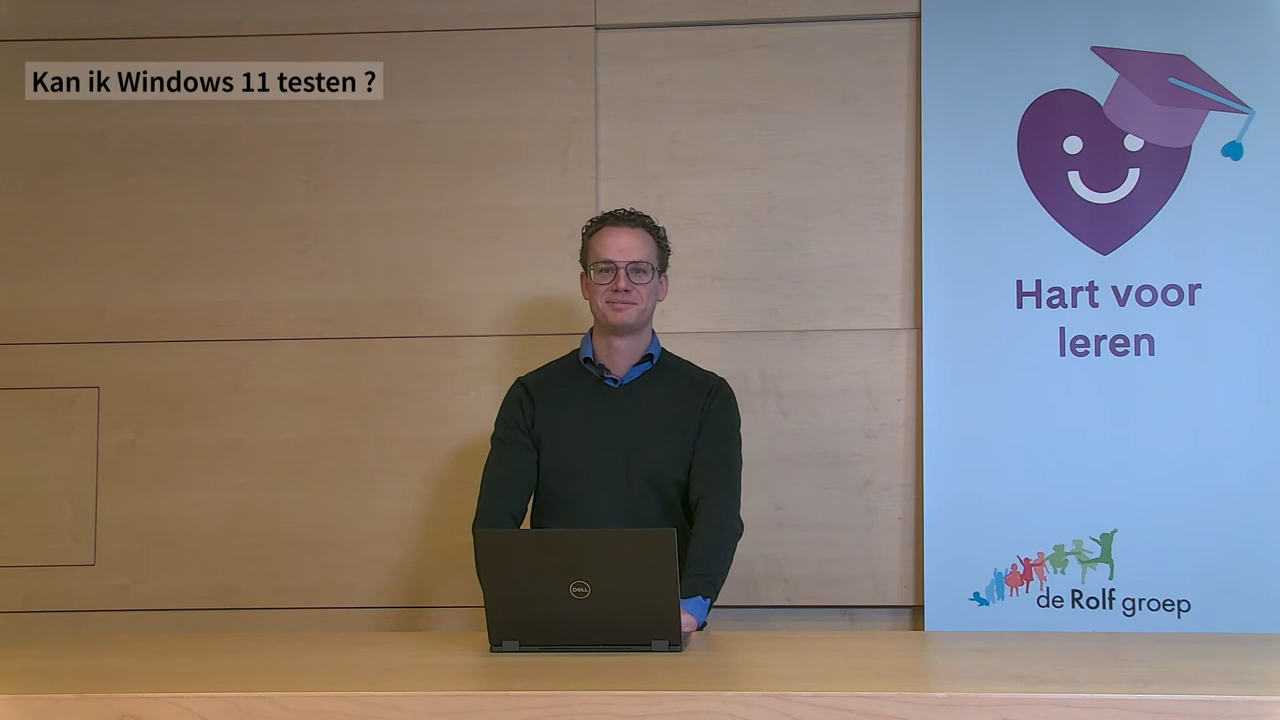 Kan ik Windows 11 testen ?
Hart voor
leren
de Rolf groep
DELL